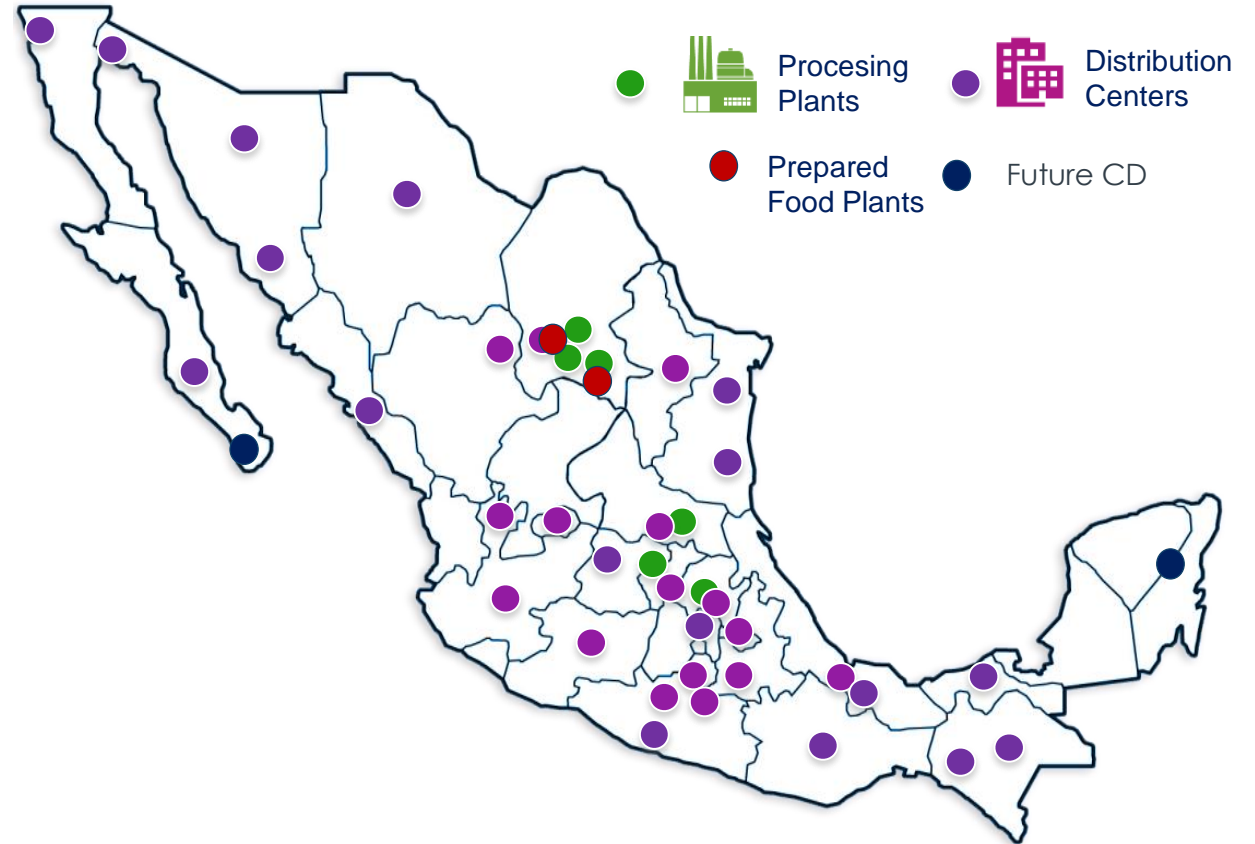 Procesing
Plants
Distribution
Centers
Prepared
Food Plants
Future CD